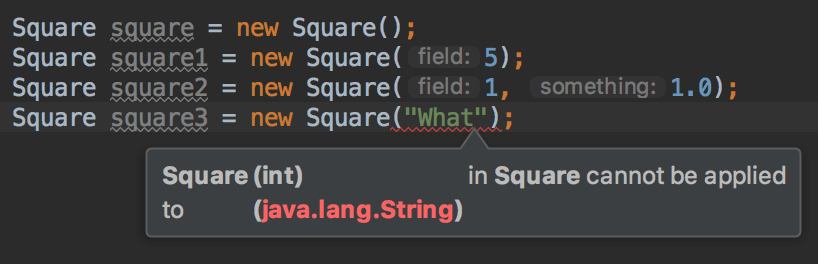 Square square = new Square();
Square square1 = new Square( field: 5);
Square square2 = new Square( field: 1,  something: 1.0);
Square square3 = new Square("What");
Square (int) in Square cannot be applied
to (java.lang.String)